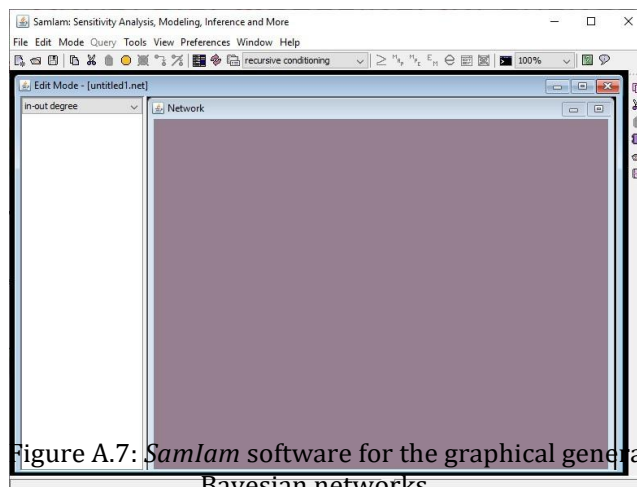 SamIam: Sensitivity Analysis, Modeling, Inference and More
File Edit Mode Query Tools View Preferences Window Help
recursive conditioning
100%
Edit Mode - [untitled1.net]
in-out degree
Network
Figure A.7: SamIam software for the graphical genera
Bayesian networks